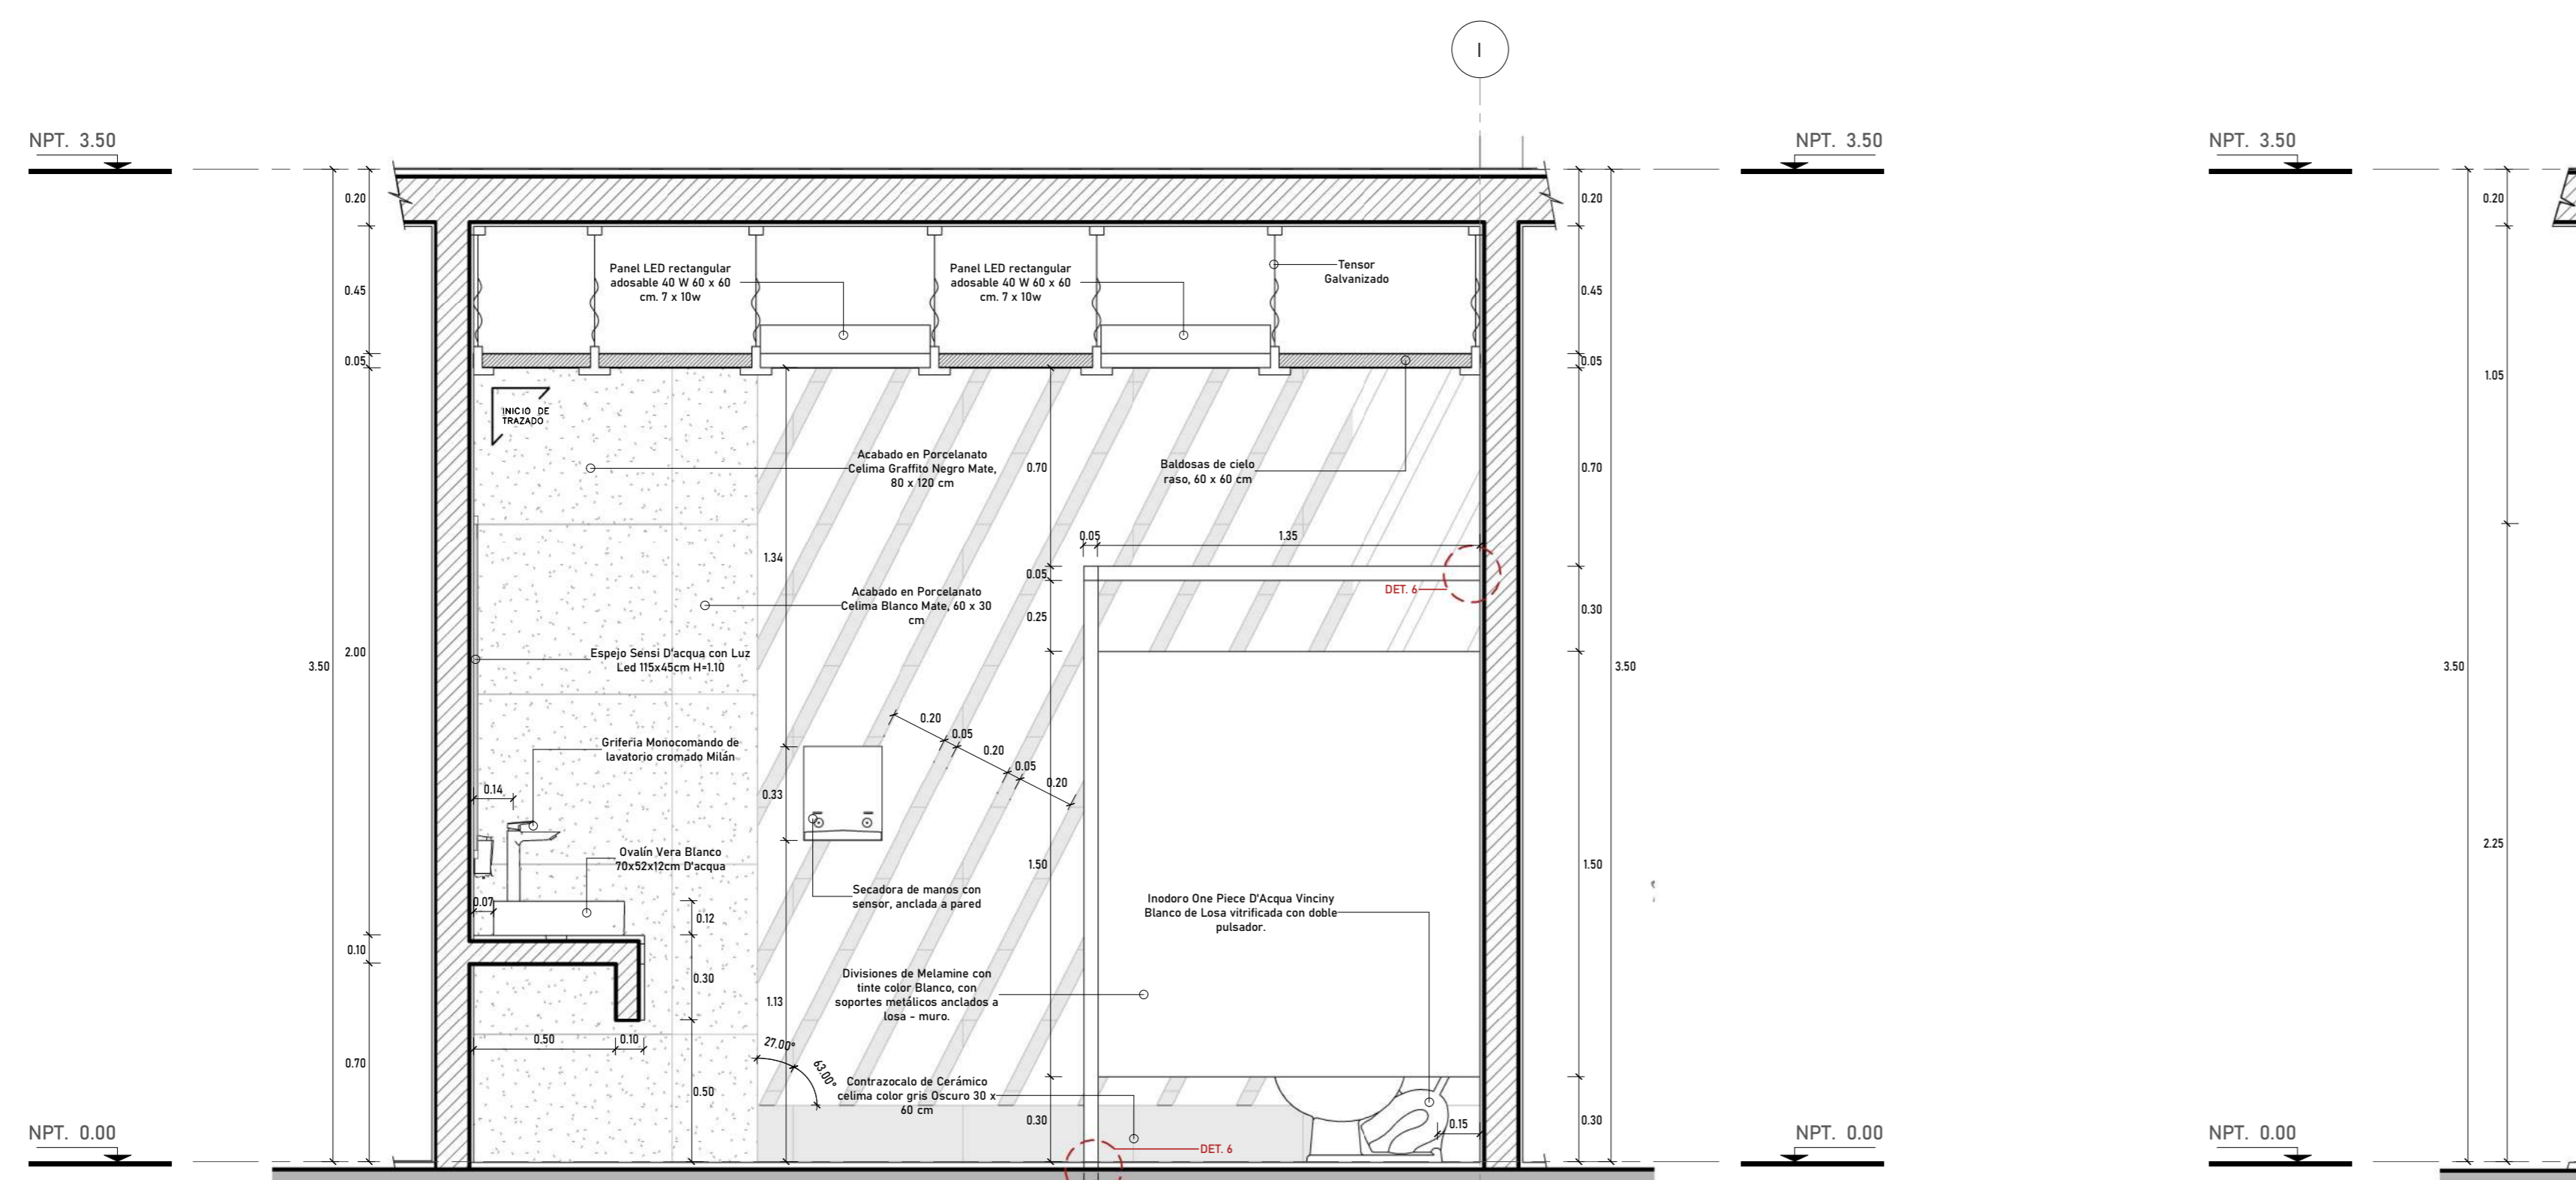 I
NPT. 3.50
NPT. 3.50
NPT. 3.50
0.20
0.20
0.20
Panel LED rectangular
adosable 40 W 60 x 60
cm. 7 x 10w
Panel LED rectangular
adosable 40 W 60 x 60
cm. 7 x 10w
Tensor
Galvanizado
0.45
0.45
0.05
0.05
1.05
INICIO DE
TRAZADO
Acabado en Porcelanato
Celima Graffito Negro Mate,
80 x 120 cm
0.70
Baldosas de cielo
raso, 60 x 60 cm
0.70
0.05
1.35
1.34
0.05
DET. 6
Acabado en Porcelanato
Celima Blanco Mate, 60 x 30
cm
0.25
0.30
Espejo Sensi D'acqua con Luz
Led 115x45cm H=1.10
3.50
2.00
3.50
3.50
0.20
0.05
0.20
0.05
0.20
Griferia Monocomando de
lavatorio cromado Milán
0.14
0.33
Ovalín Vera Blanco
70x52x12cm D'acqua
1.50
1.50
2.25
0.07
0.12
Secadora de manos con
sensor, anclada a pared
Inodoro One Piece D'Acqua Vinciny
Blanco de Losa vitrificada con doble
pulsador.
0.10
0.30
1.13
Divisiones de Melamine con
tinte color Blanco, con
soportes metálicos anclados a
losa - muro.
0.50
0.10
27.00°
63.00°
0.70
0.50
Contrazocalo de Cerámico
celima color gris Oscuro 30 x
60 cm
0.30
0.15
0.30
DET. 6
NPT. 0.00
NPT. 0.00
NPT. 0.00